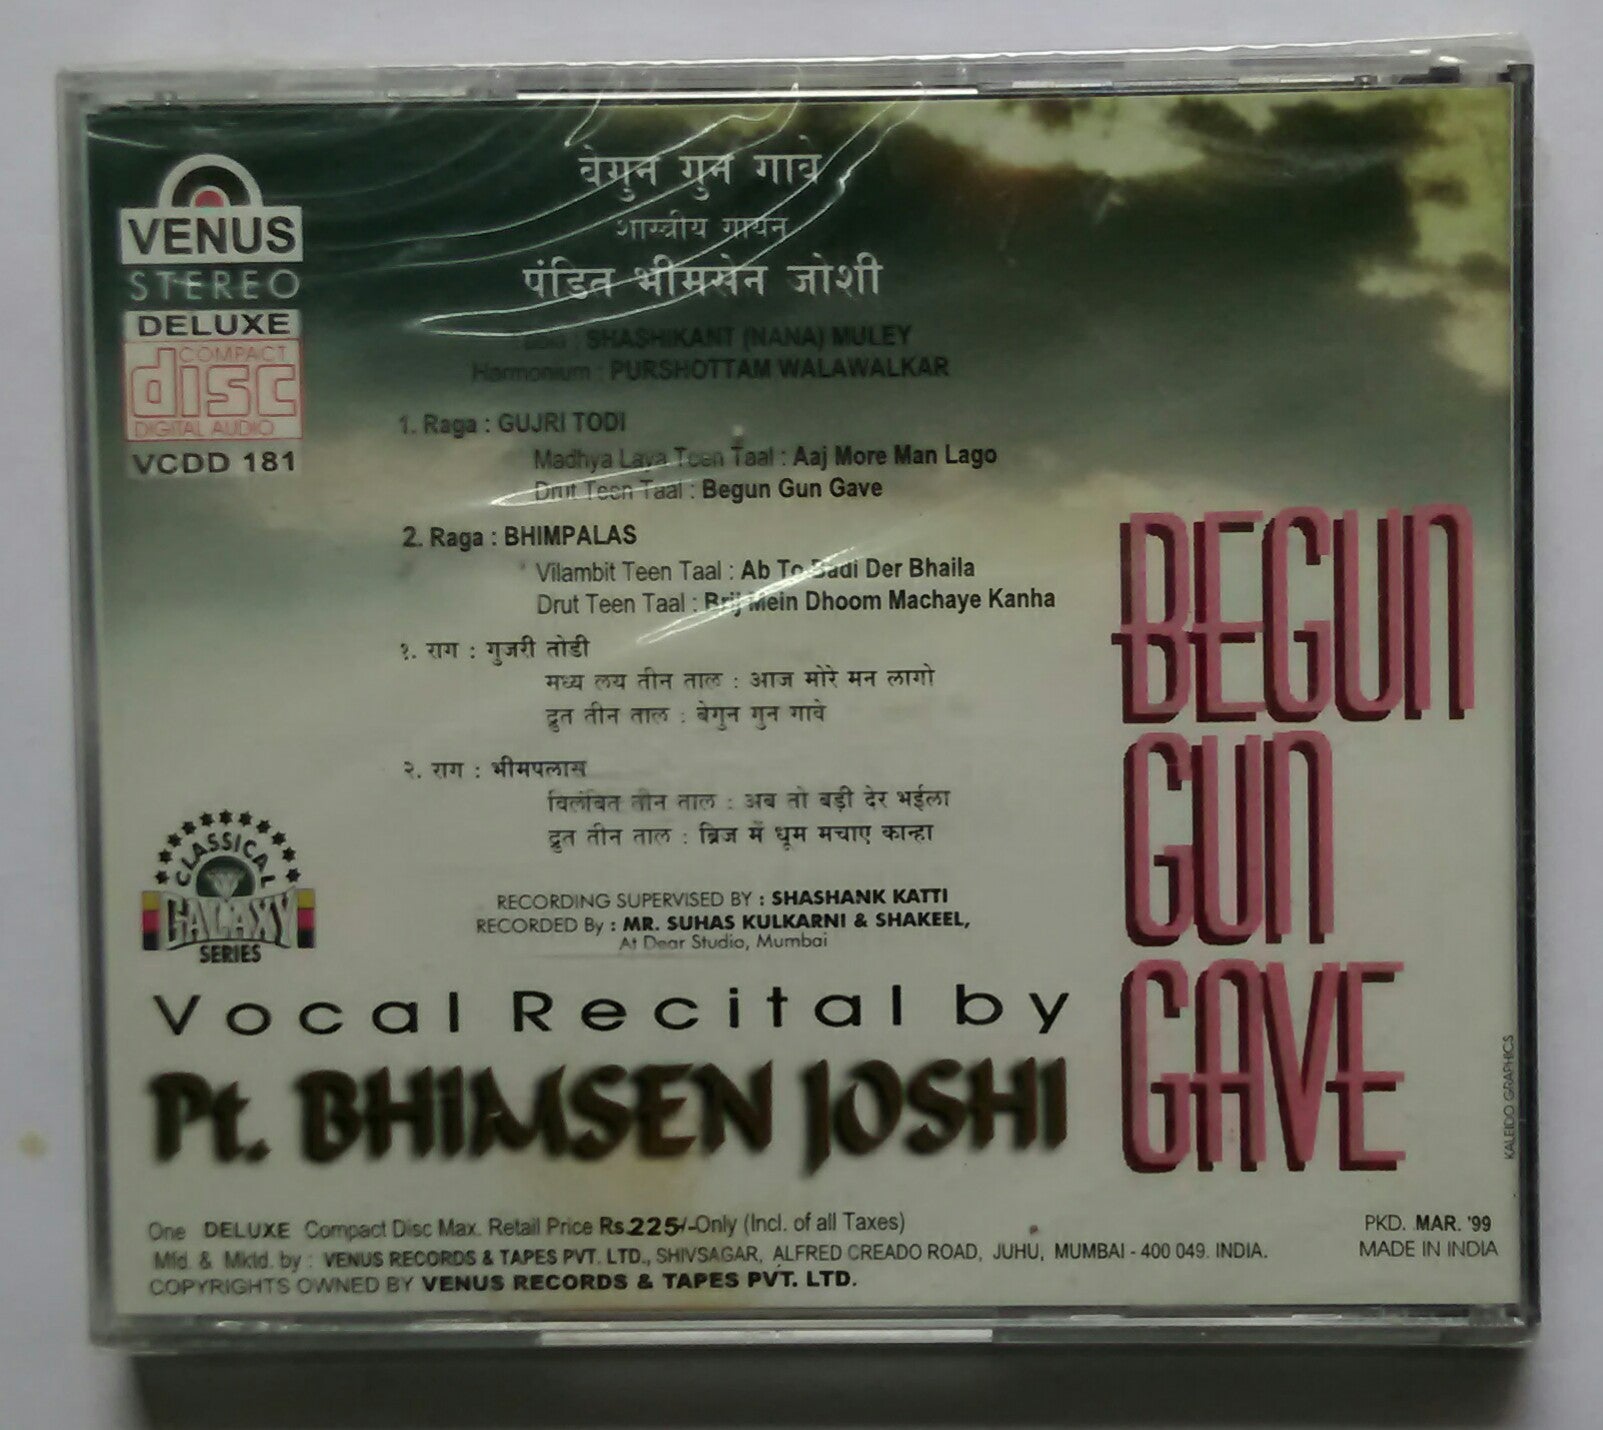 VENUS
STEREO
DELUXE
COMPACT
disc
DIGITAL AUDIO
VCDD 181
बेगुन गुन गावे
शास्त्रीय गायन
पंडित भीमसेन जोशी
: SHASHIKANT (NANA) MULEY
Harmonium : PURSHOTTAM WALAWALKAR
1. Raga : GUJRI TODI
Madhya Laya Teen Taal : Aaj More Man Lago
Drut Teen Taal : Begun Gun Gave
2. Raga : BHIMPALAS
Vilambit Teen Taal : Ab To Badi Der Bhaila
Drut Teen Taal : Brij Mein Dhoom Machaye Kanha
१. राग : गुजरी तोडी
मध्य लय तीन ताल : आज मोरे मन लागो
द्रुत तीन ताल : बेगुन गुन गावे
२. राग : भीमपलास
विलंबित तीन ताल : अब तो बड़ी देर भईला
द्रुत तीन ताल : ब्रिज में धूम मचाए कान्हा
CLASSICAL
GALAXY
SERIES
RECORDING SUPERVISED BY : SHASHANK KATTI
RECORDED By : MR. SUHAS KULKARNI & SHAKEEL,
At Dear Studio, Mumbai
Vocal Recital by
Pt. BHIMSEN JOSHI
BEGUN
GUN
GAVE
KALEIDO GRAPHICS
One DELUXE Compact Disc Max. Retail Price Rs.225/-Only (Incl. of all Taxes)
Mfd. & Mktd. by : VENUS RECORDS & TAPES PVT. LTD., SHIVSAGAR, ALFRED CREADO ROAD, JUHU, MUMBAI - 400 049. INDIA.
COPYRIGHTS OWNED BY VENUS RECORDS & TAPES PVT. LTD.
PKD. MAR. '99
MADE IN INDIA